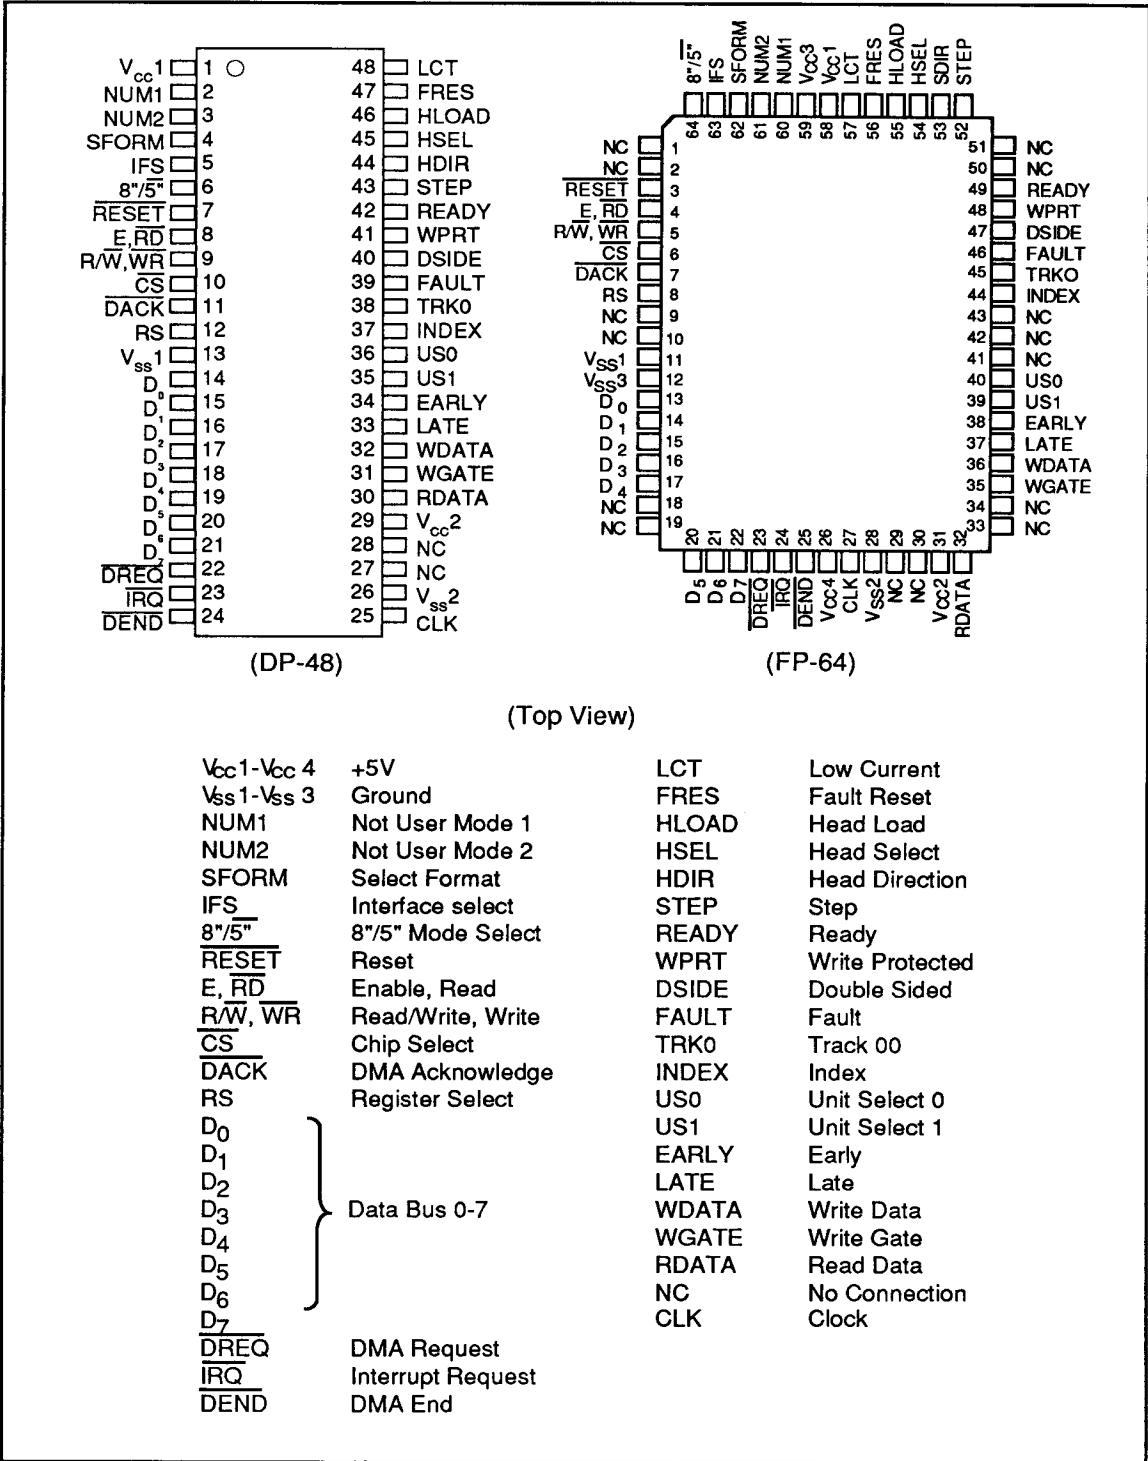 Vcc1 1 48 LCT
NUM1 2 47 FRES
NUM2 3 46 HLOAD
SFORM 4 45 HSEL
IFS 5 44 HDIR
8"/5" 6 43 STEP
RESET 7 42 READY
E,RD 8 41 WPRT
R/W,WR 9 40 DSIDE
CS 10 39 FAULT
DACK 11 38 TRK0
RS 12 37 INDEX
Vss1 13 36 US0
D0 14 35 US1
D1 15 34 EARLY
D2 16 33 LATE
D3 17 32 WDATA
D4 18 31 WGATE
D5 19 30 RDATA
D6 20 29 Vcc2
D7 21 28 NC
DREQ 22 27 NC
IRQ 23 26 Vss2
DEND 24 25 CLK
(DP-48)
8"/5" IFS SFORM NUM2 NUM1 Vcc3 Vcc1 LCT FRES HLOAD HSEL SDIR STEP
64 63 62 61 60 59 58 57 56 55 54 53 52
NC 1 51 NC
NC 2 50 NC
RESET 3 49 READY
E, RD 4 48 WPRT
R/W, WR 5 47 DSIDE
CS 6 46 FAULT
DACK 7 45 TRKO
RS 8 44 INDEX
NC 9 43 NC
NC 10 42 NC
VSS1 11 41 NC
VSS3 12 40 US0
D0 13 39 US1
D1 14 38 EARLY
D2 15 37 LATE
D3 16 36 WDATA
D4 17 35 WGATE
NC 18 34 NC
NC 19 33 NC
20 21 22 23 24 25 26 27 28 29 30 31 32
D5 D6 D7 DREQ IRQ DEND Vcc4 CLK VSS2 NC NC Vcc2 RDATA
(FP-64)
(Top View)
Vcc1-Vcc 4 +5V
Vss1-Vss 3 Ground
NUM1 Not User Mode 1
NUM2 Not User Mode 2
SFORM Select Format
IFS Interface select
8"/5" 8"/5" Mode Select
RESET Reset
E, RD Enable, Read
R/W, WR Read/Write, Write
CS Chip Select
DACK DMA Acknowledge
RS Register Select
D0
D1
D2
D3 Data Bus 0-7
D4
D5
D6
D7
DREQ DMA Request
IRQ Interrupt Request
DEND DMA End
LCT Low Current
FRES Fault Reset
HLOAD Head Load
HSEL Head Select
HDIR Head Direction
STEP Step
READY Ready
WPRT Write Protected
DSIDE Double Sided
FAULT Fault
TRK0 Track 00
INDEX Index
US0 Unit Select 0
US1 Unit Select 1
EARLY Early
LATE Late
WDATA Write Data
WGATE Write Gate
RDATA Read Data
NC No Connection
CLK Clock